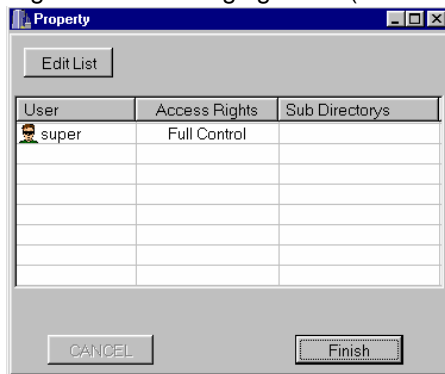 Property
Edit List
User Access Rights Sub Directorys
super Full Control
CANCEL Finish